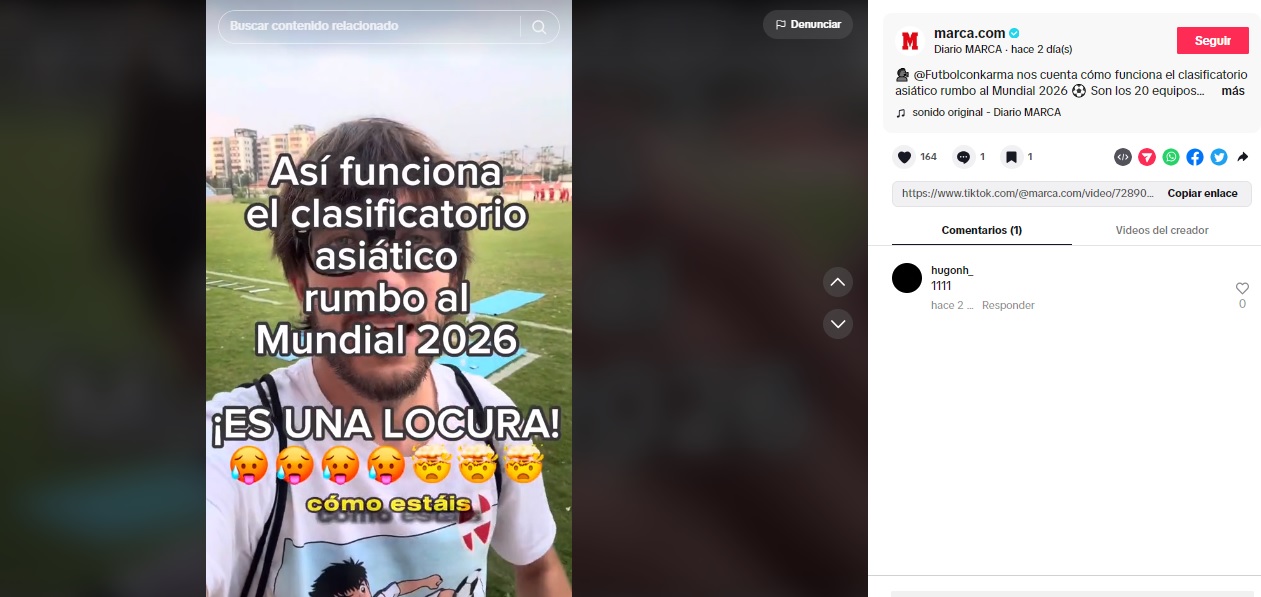 Buscar contenido relacionado
Denunciar
Así funciona
el clasificatorio
asiático
rumbo al
Mundial 2026
¡ES UNA LOCURA!
cómo estáis
M
marca.com
Diario MARCA · hace 2 día(s)
Seguir
🗣 @Futbolconkarma nos cuenta cómo funciona el clasificatorio
asiático rumbo al Mundial 2026 ⚽ Son los 20 equipos... más
♫ sonido original - Diario MARCA
164 1 1
https://www.tiktok.com/@marca.com/video/72890... Copiar enlace
Comentarios (1) Videos del creador
hugonh_
1111
hace 2 ... Responder
0